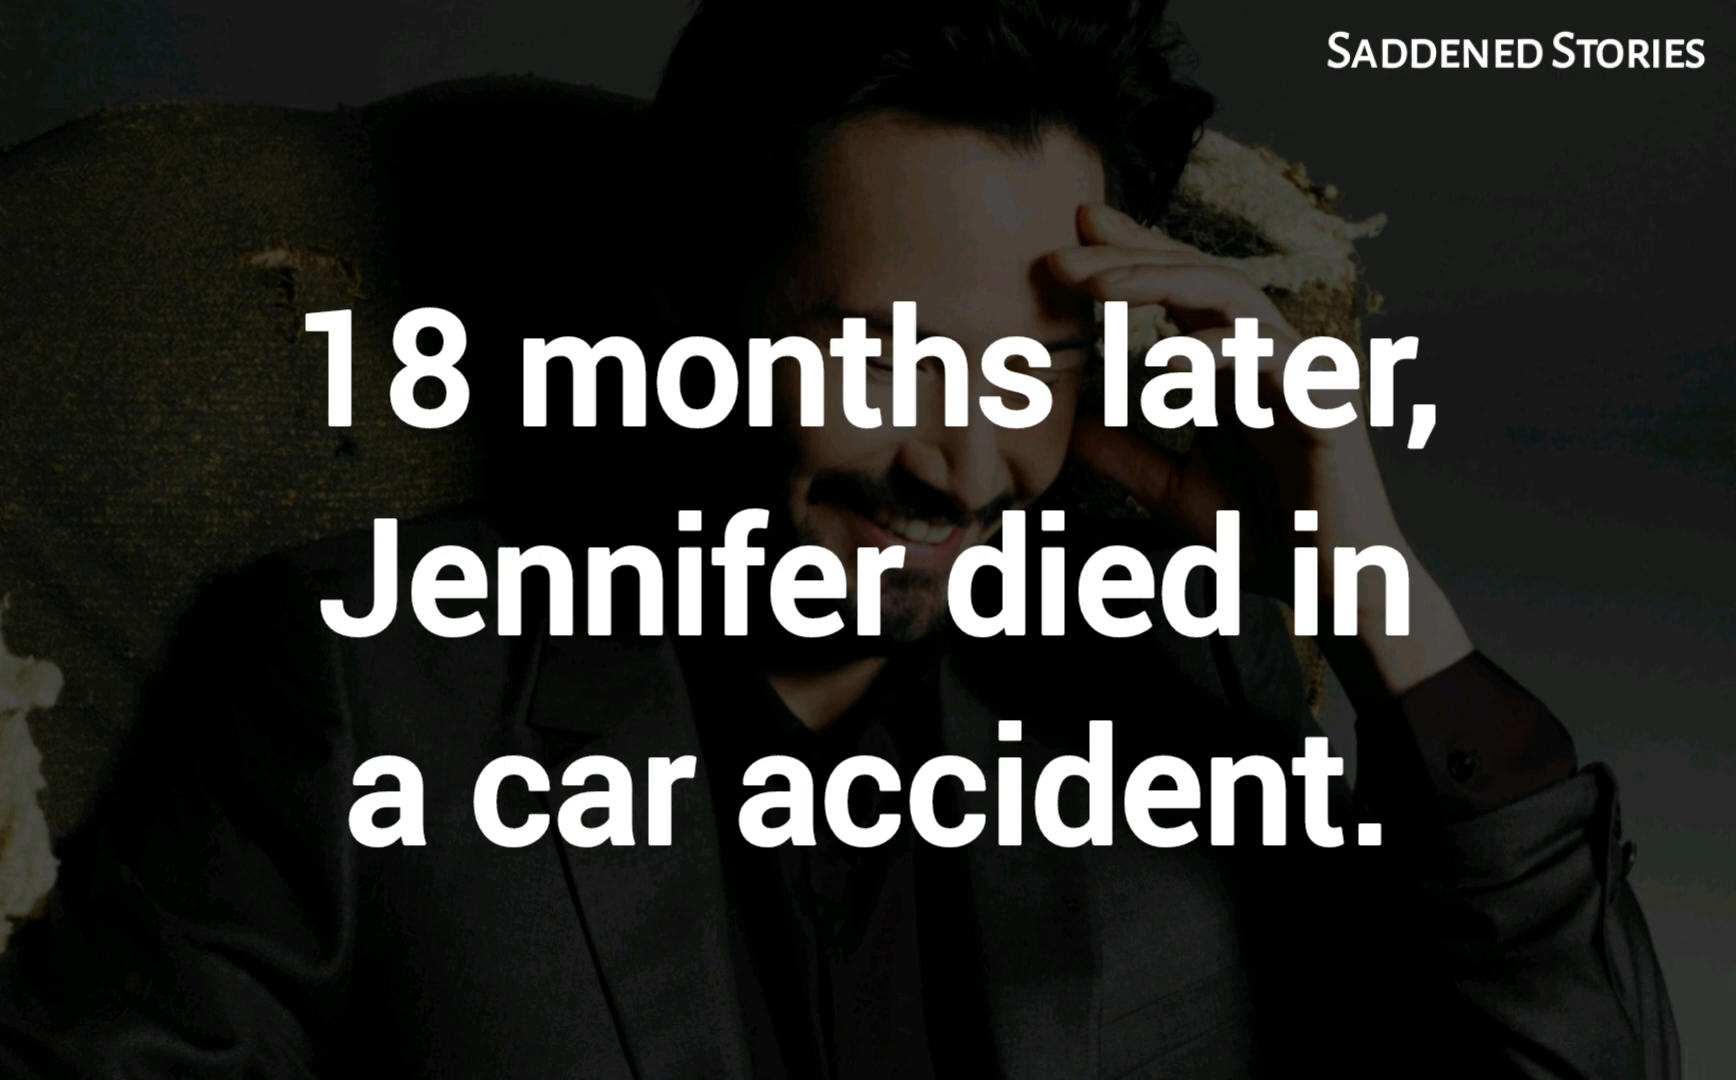 SADDENED STORIES
18 months later,
Jennifer died in
a car accident.